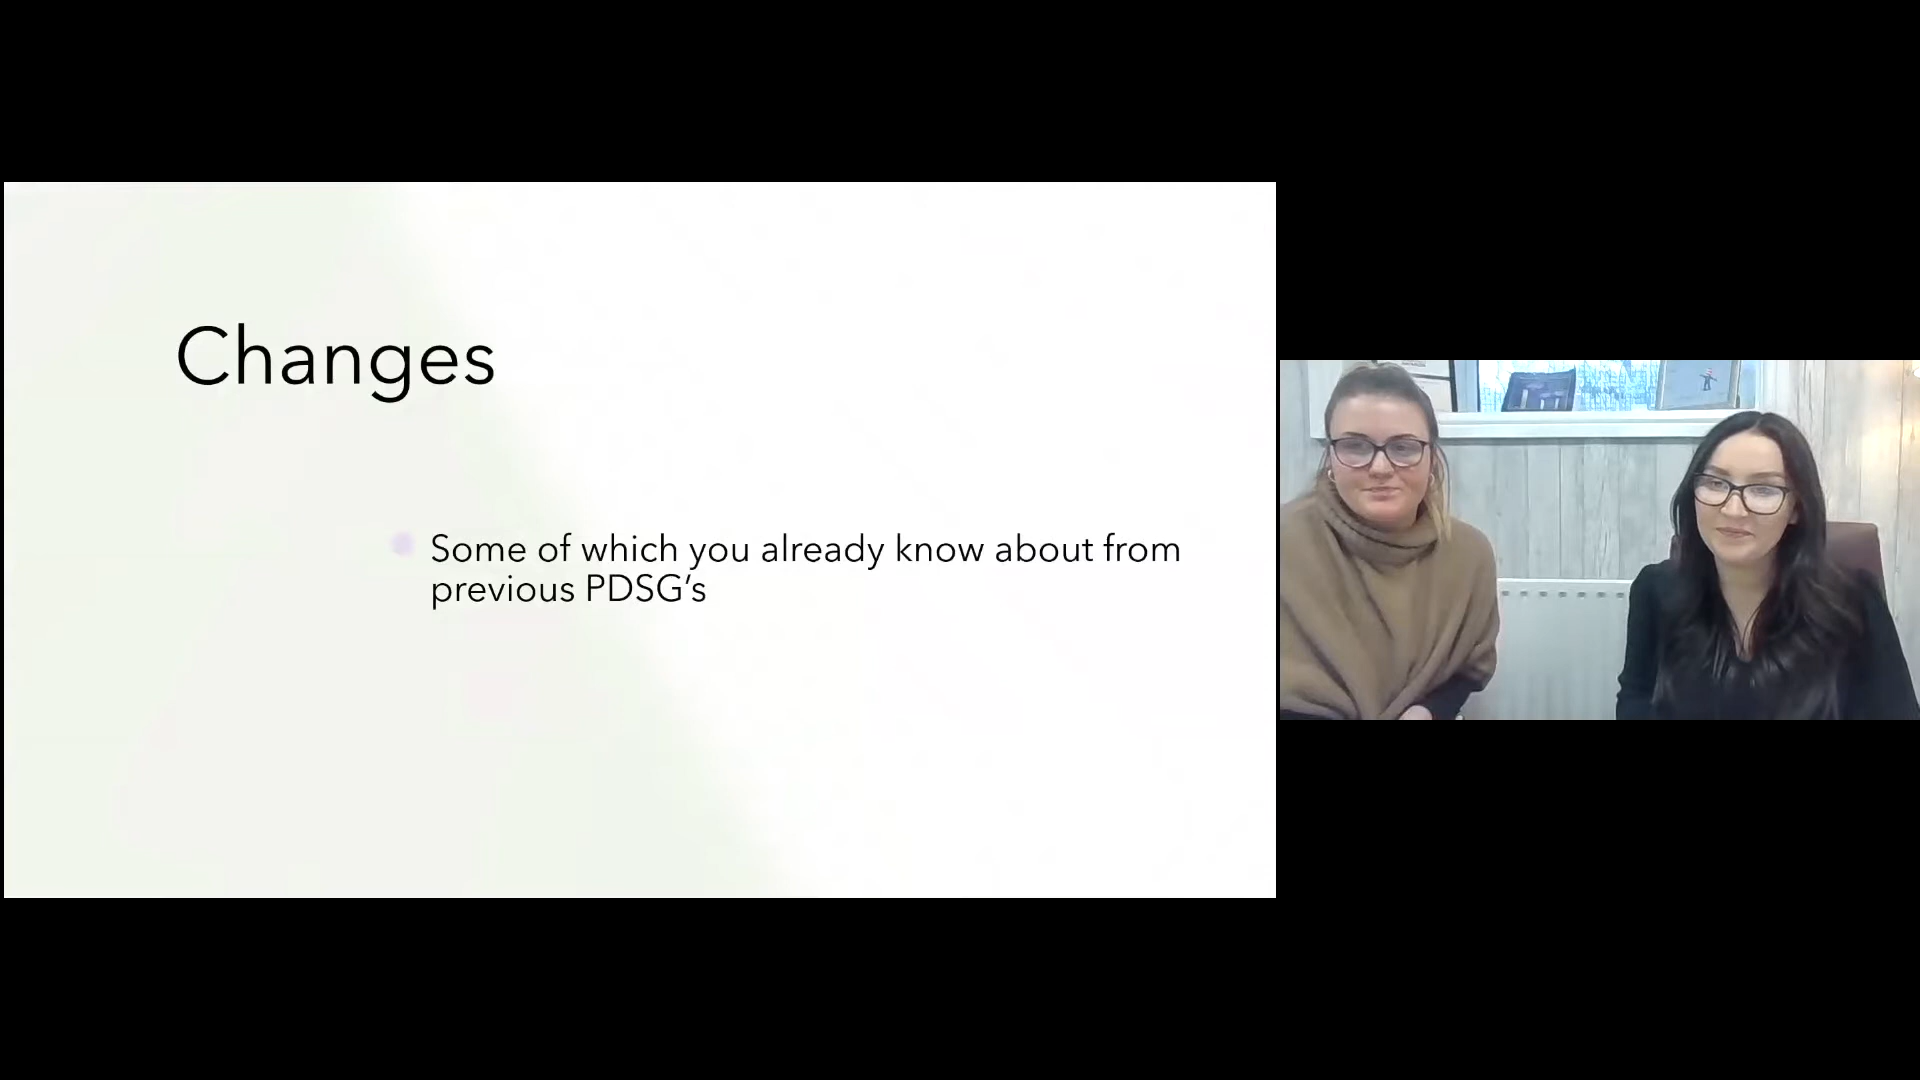 Changes
Some of which you already know about from
previous PDSG’s